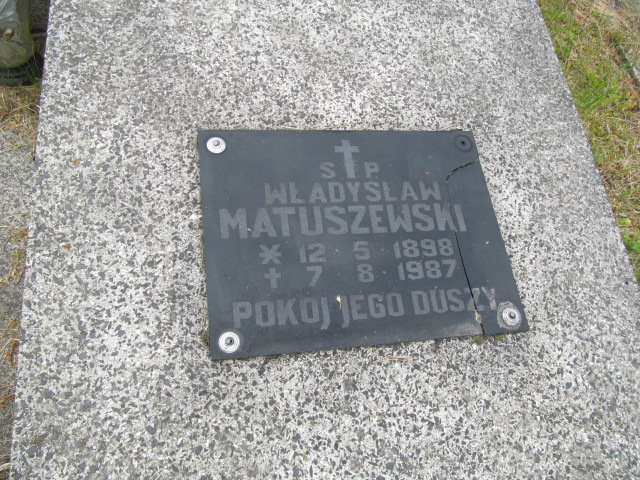 S P
WŁADYSŁAW
MATUSZEWSKI
* 12 5 1898
† 7 8 1987
POKÓJ JEGO DUSZY